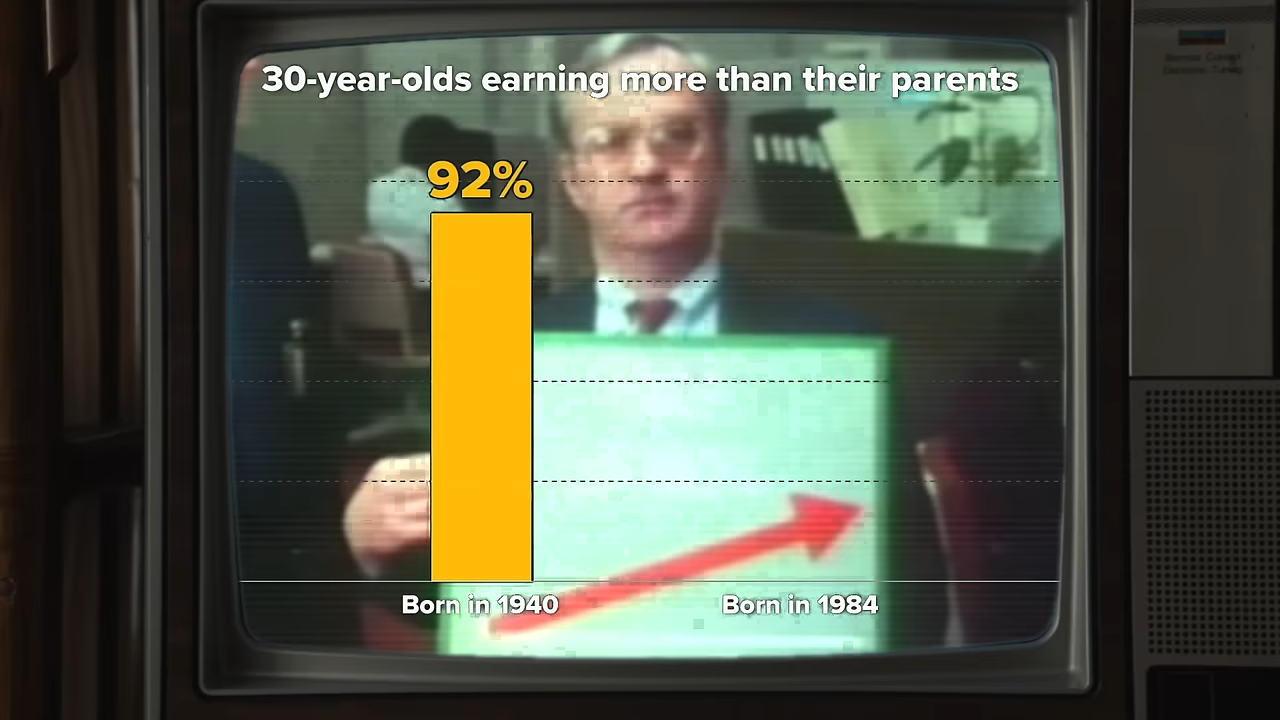 30-year-olds earning more than their parents
92%
Born in 1940
Born in 1984